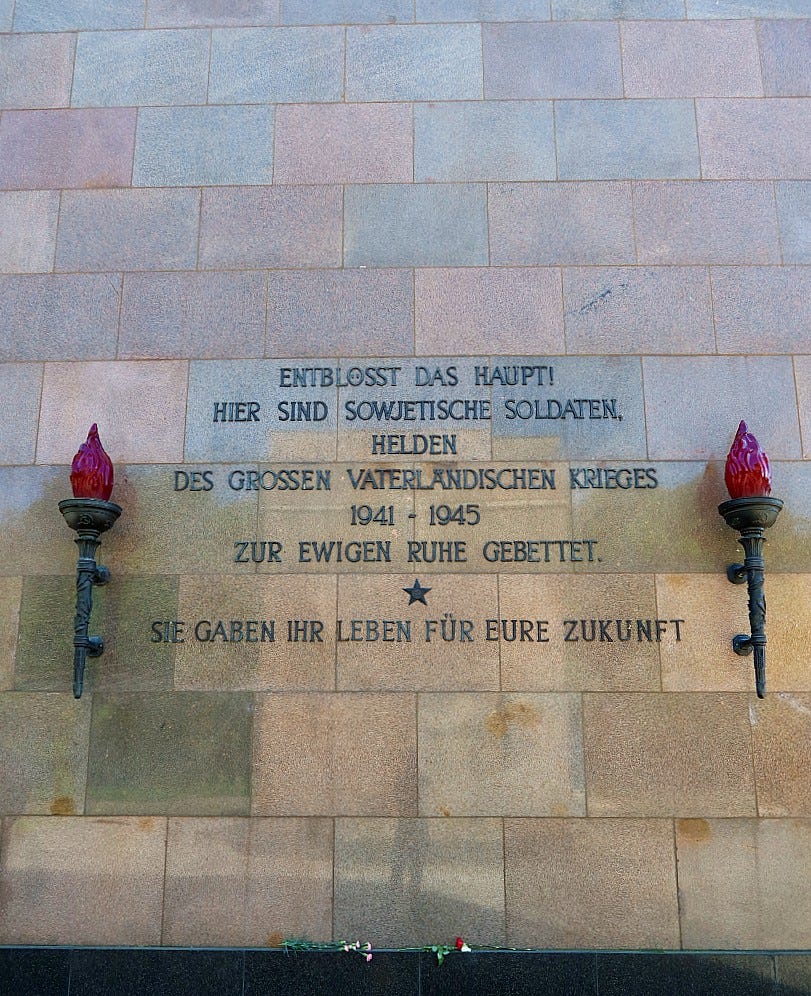 ENTBLÖSST DAS HAUPT!
HIER SIND SOWJETISCHE SOLDATEN,
HELDEN
DES GROSSEN VATERLÄNDISCHEN KRIEGES
1941 - 1945
ZUR EWIGEN RUHE GEBETTET.
SIE GABEN IHR LEBEN FÜR EURE ZUKUNFT